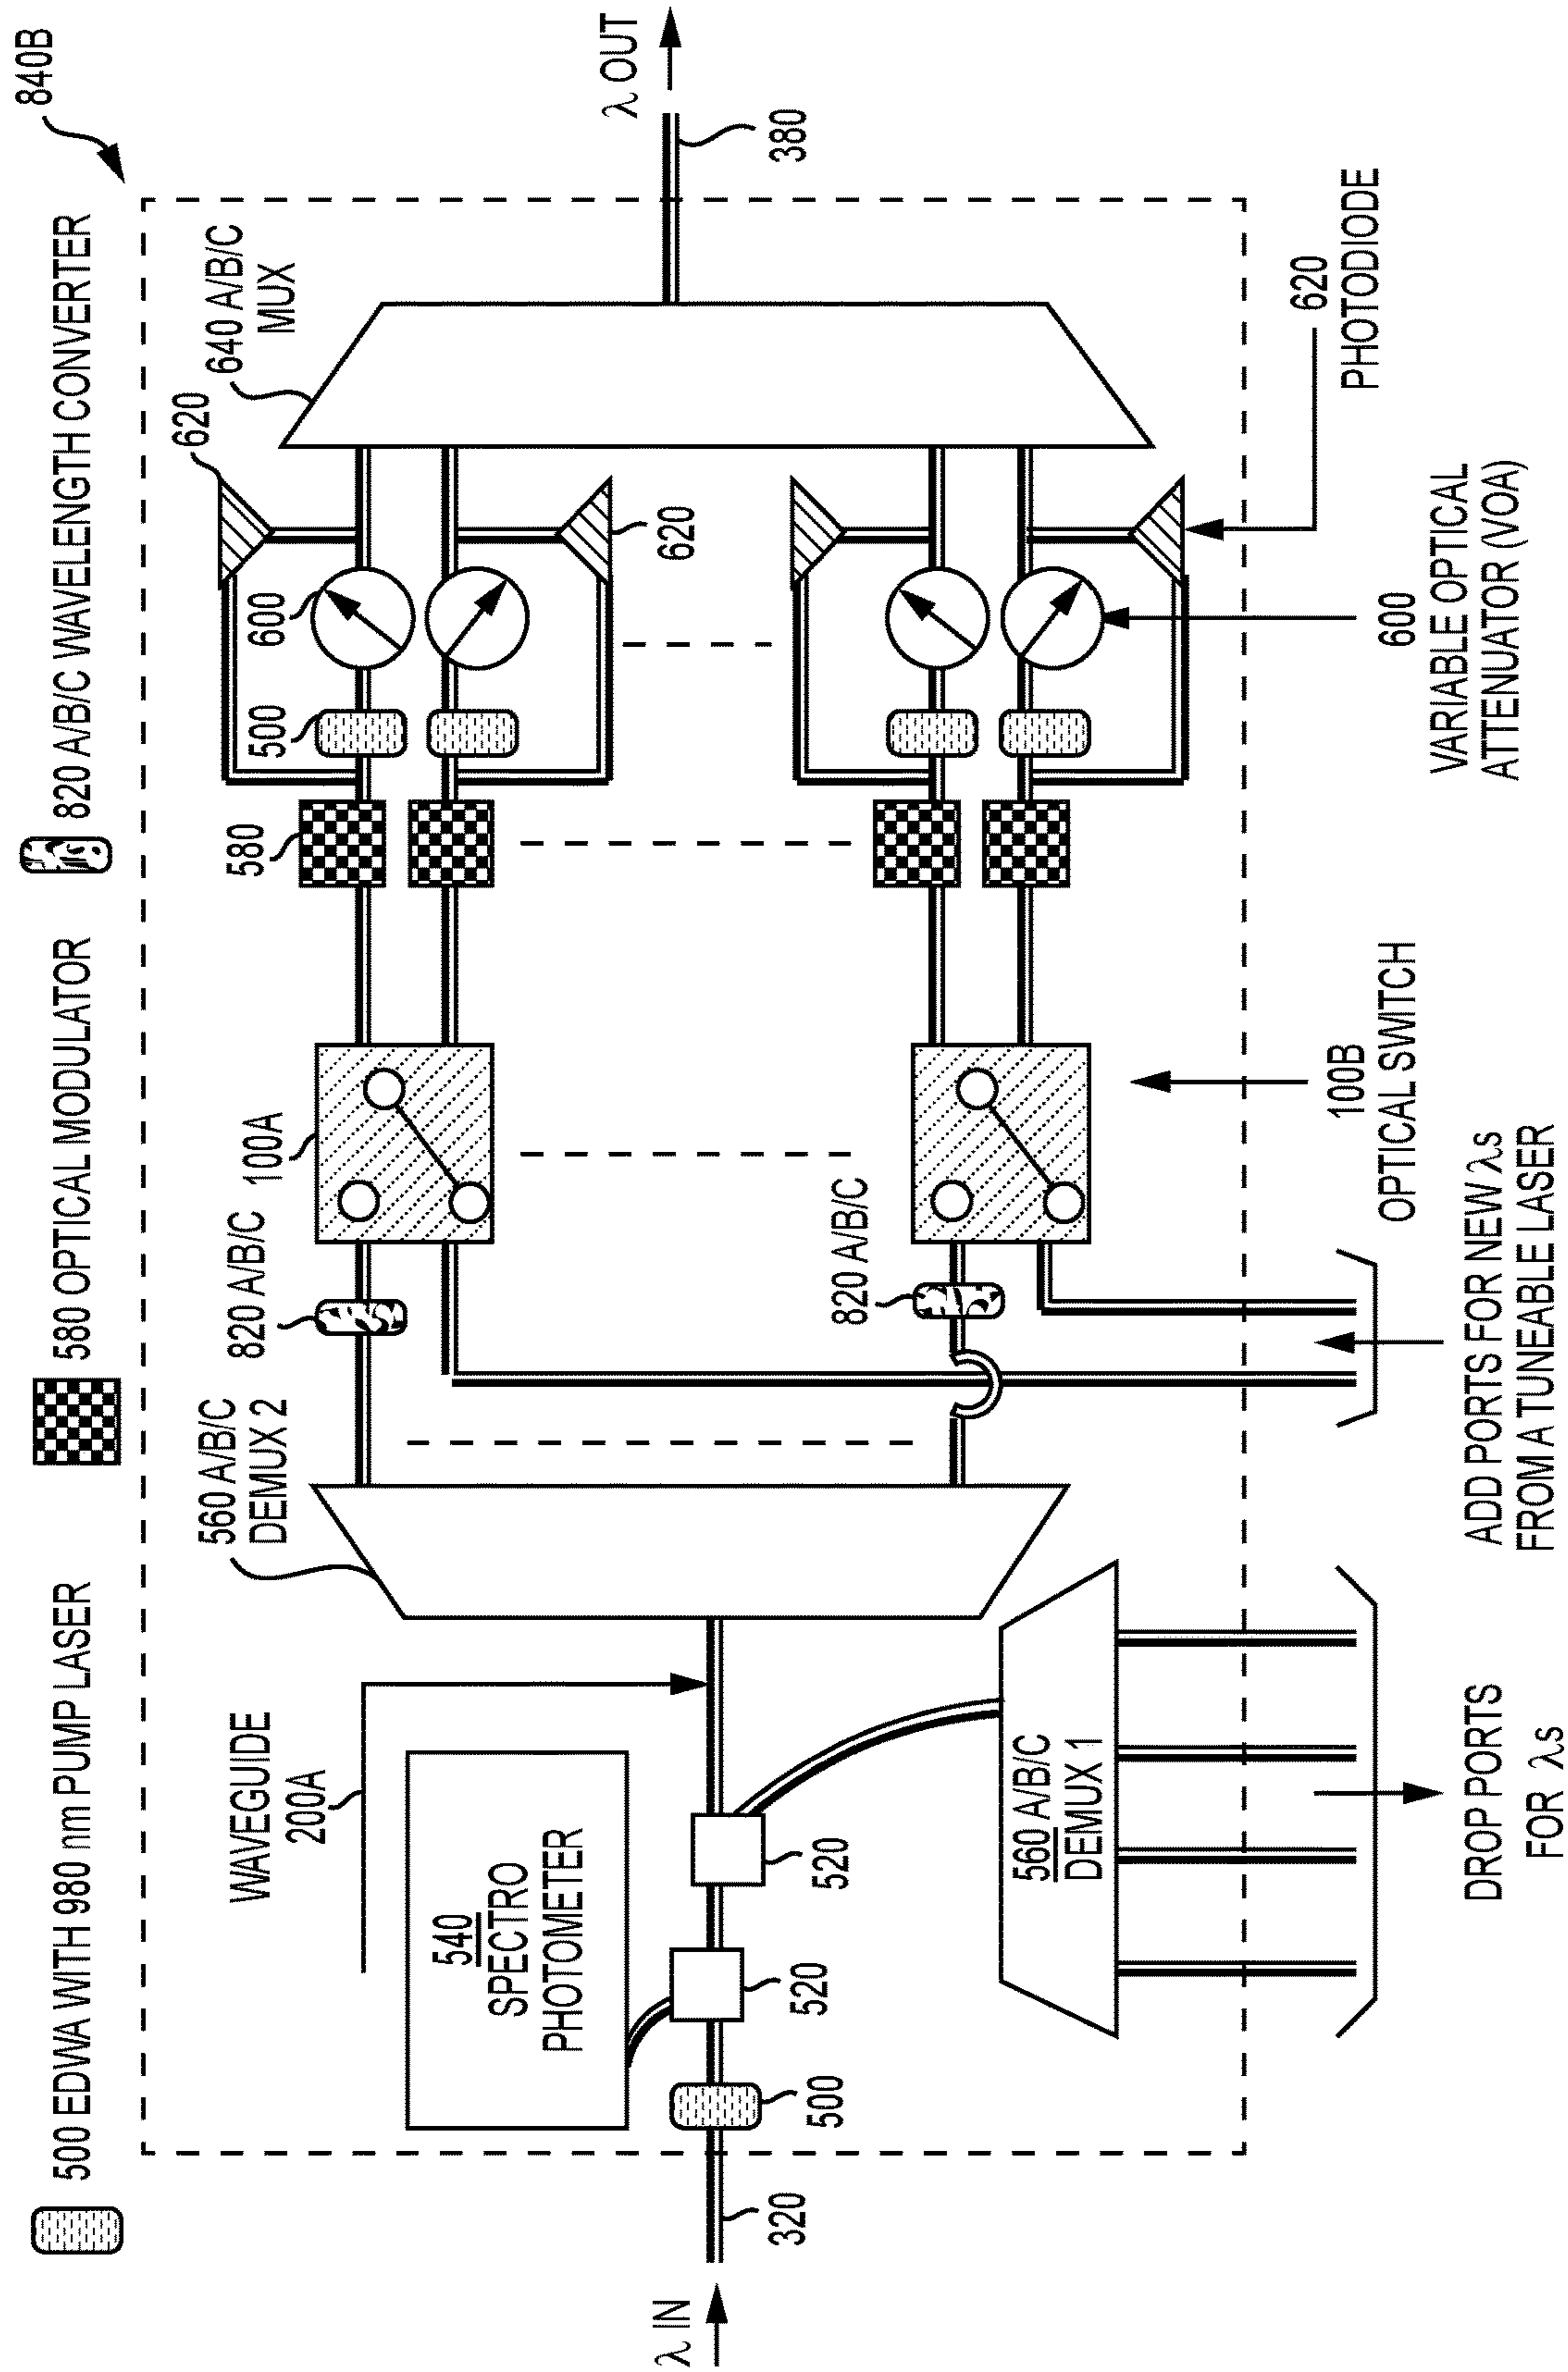 500 EDWA WITH 980 nm PUMP LASER
580 OPTICAL MODULATOR
820 A/B/C WAVELENGTH CONVERTER
840B
WAVEGUIDE
200A
540
SPECTRO
PHOTOMETER
560 A/B/C
DEMUX 2
820 A/B/C
100A
580
500
600
620
640 A/B/C
MUX
λ OUT
380
620
λ IN
320
500
520
520
560 A/B/C
DEMUX 1
820 A/B/C
DROP PORTS
FOR λs
ADD PORTS FOR NEW λs
FROM A TUNEABLE LASER
100B
OPTICAL SWITCH
600
VARIABLE OPTICAL
ATTENUATOR (VOA)
620
PHOTODIODE